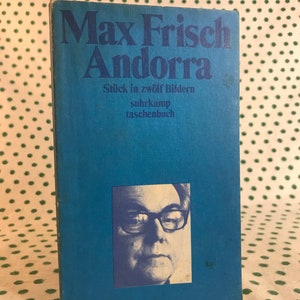 Max Frisch
Andorra
Stück in zwölf Bildern
suhrkamp
taschenbuch